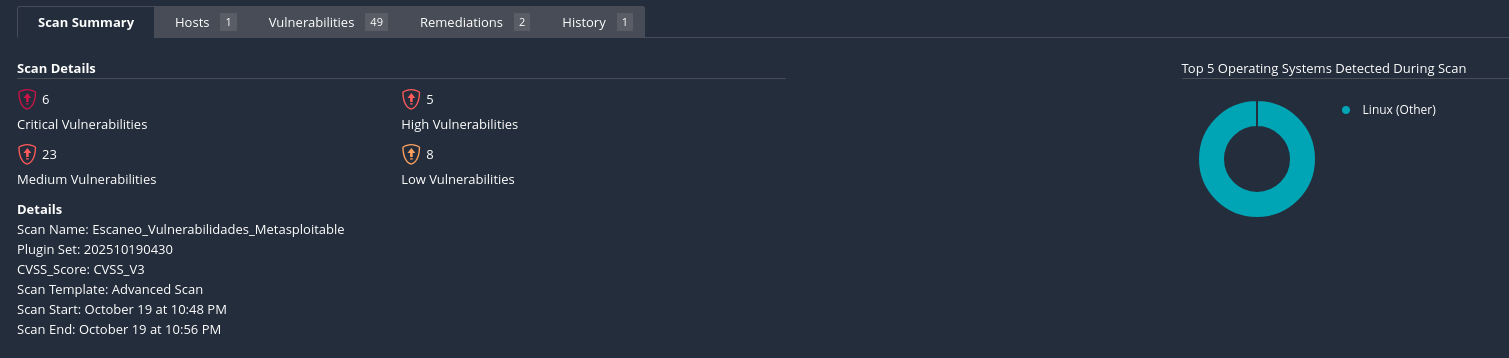 Scan Summary Hosts 1 Vulnerabilities 49 Remediations 2 History 1
Scan Details
6
Critical Vulnerabilities
5
High Vulnerabilities
23
Medium Vulnerabilities
8
Low Vulnerabilities
Details
Scan Name: Escaneo_Vulnerabilidades_Metasploitable
Plugin Set: 202510190430
CVSS_Score: CVSS_V3
Scan Template: Advanced Scan
Scan Start: October 19 at 10:48 PM
Scan End: October 19 at 10:56 PM
Top 5 Operating Systems Detected During Scan
Linux (Other)